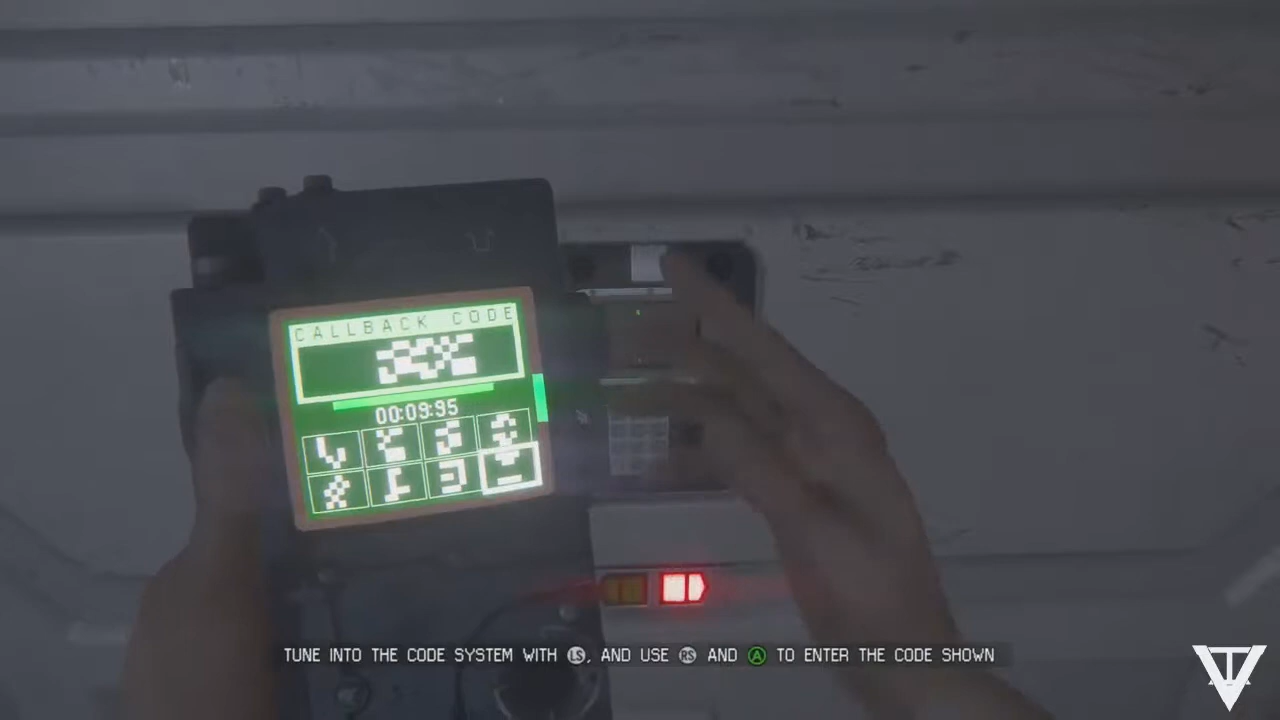 CALLBACK CODE
00:09:95
TUNE INTO THE CODE SYSTEM WITH LS, AND USE RS AND A TO ENTER THE CODE SHOWN